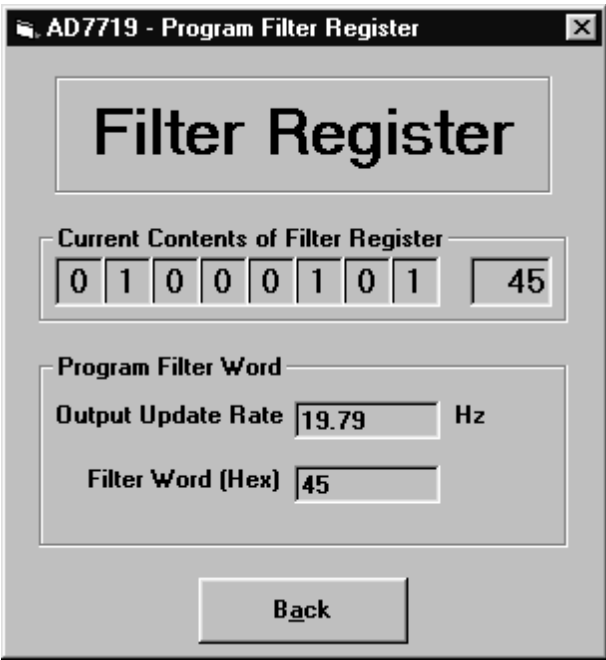 AD7719 - Program Filter Register
Filter Register
Current Contents of Filter Register
0 1 0 0 0 1 0 1 45
Program Filter Word
Output Update Rate 19.79 Hz
Filter Word (Hex) 45
Back